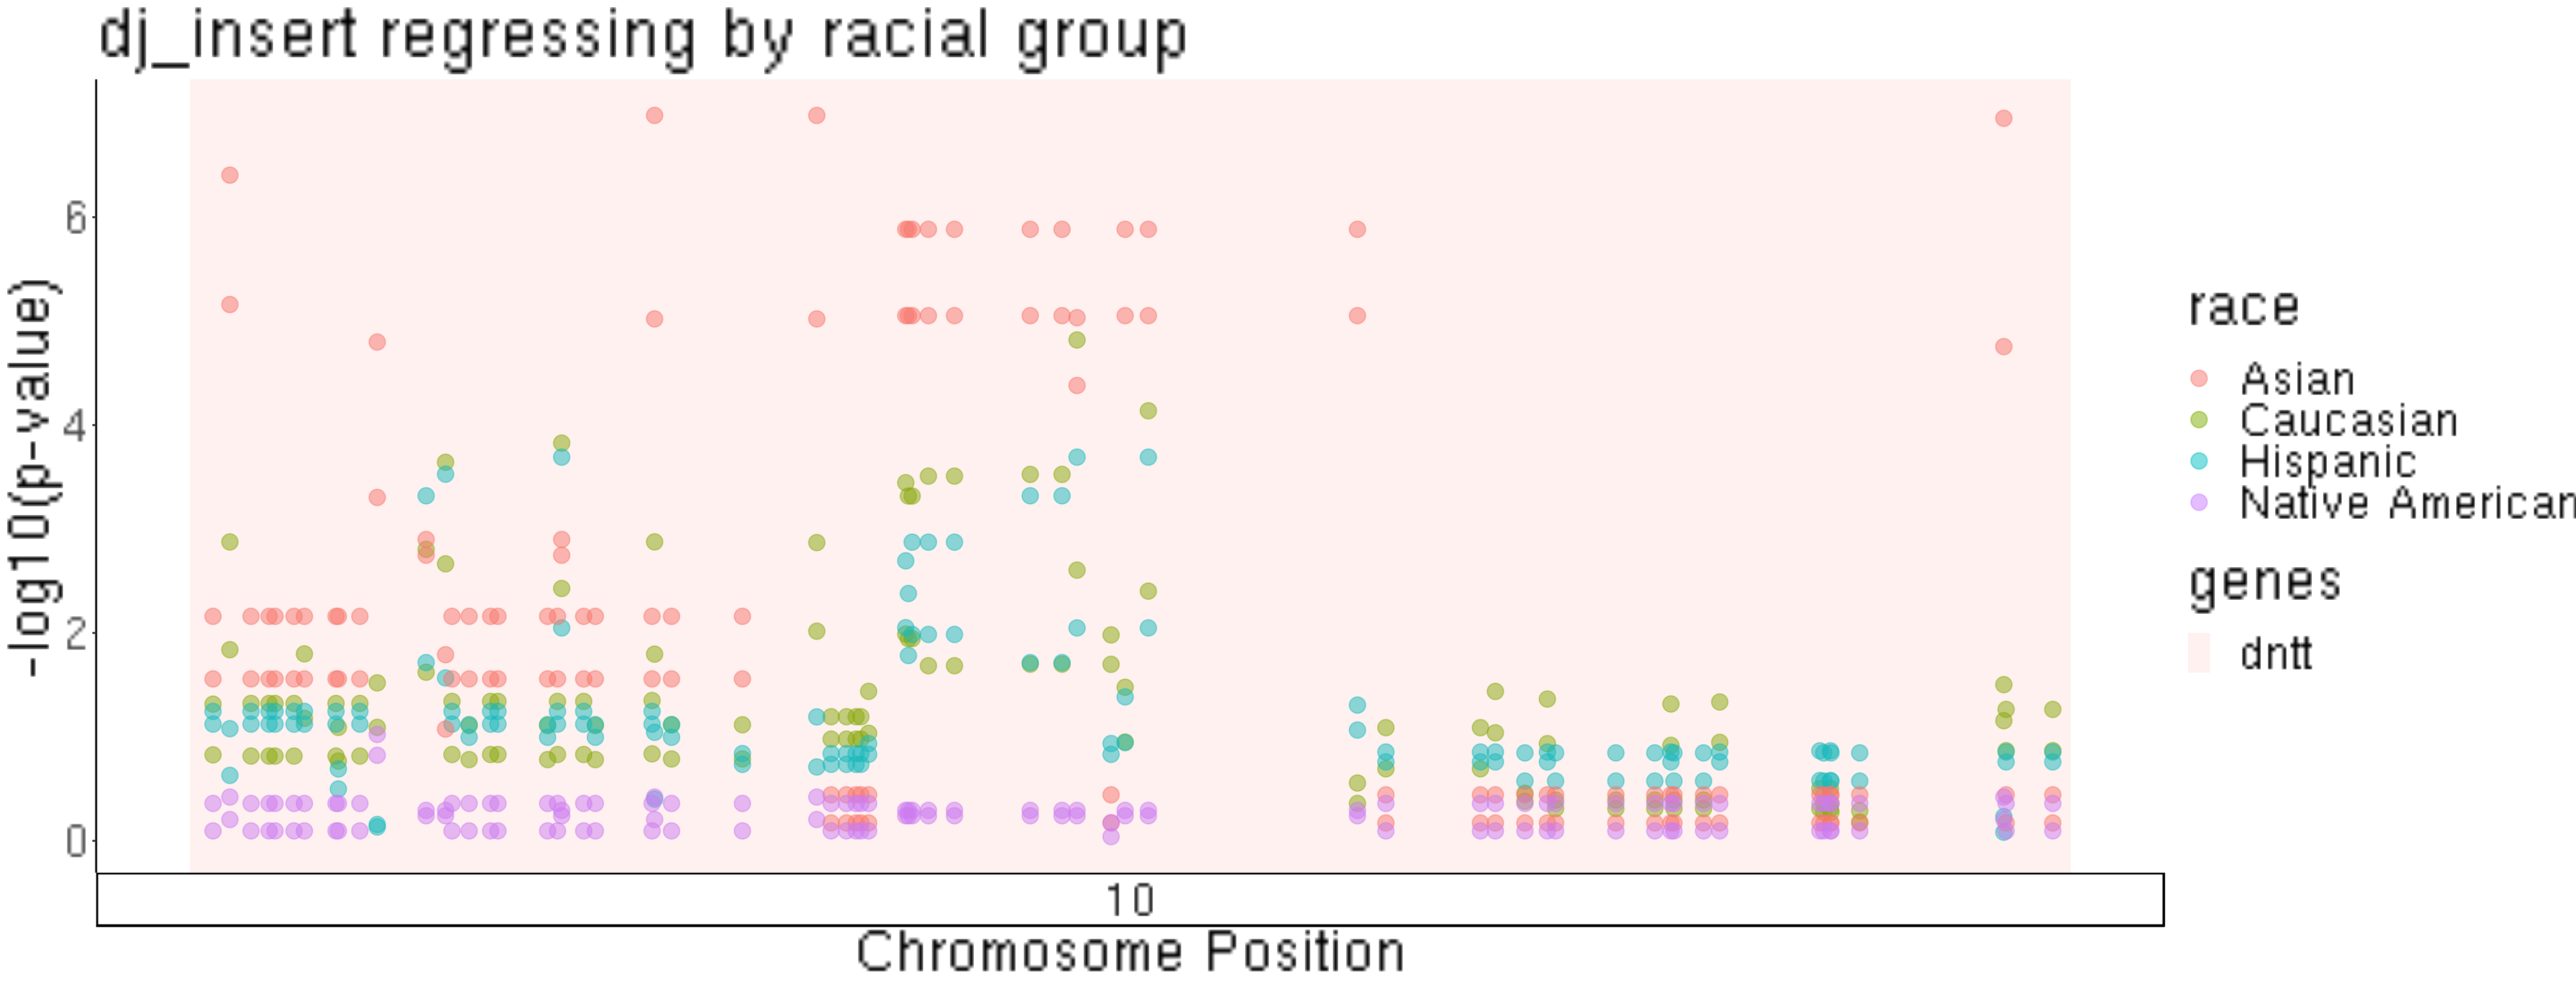 dj_insert regressing by racial group
-log10(p-value)
6
4
2
0
10
Chromosome Position
race
Asian
Caucasian
Hispanic
Native American
genes
dntt